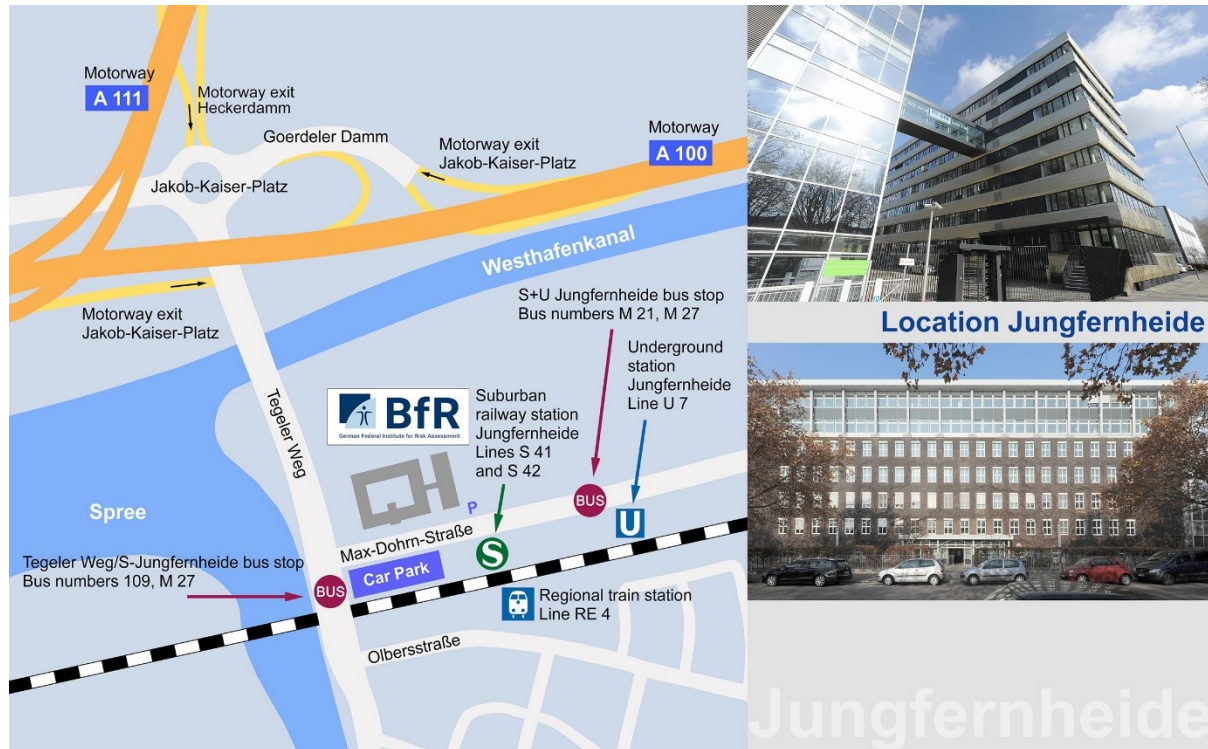 Motorway
A 111
Motorway exit
Heckerdamm
Goerdeler Damm
Motorway exit
Jakob-Kaiser-Platz
Motorway
A 100
Jakob-Kaiser-Platz
Motorway exit
Jakob-Kaiser-Platz
Westhafenkanal
S+U Jungfernheide bus stop
Bus numbers M 21, M 27
Underground
station
Jungfernheide
Line U 7
Suburban
railway station
Jungfernheide
Lines S 41
and S 42
BfR
German Federal Institute for Risk Assessment
Tegeler Weg
Spree
P
BUS
U
Max-Dohrn-Straße
S
Car Park
Tegeler Weg/S-Jungfernheide bus stop
Bus numbers 109, M 27
BUS
Regional train station
Line RE 4
Olbersstraße
Location Jungfernheide
Jungfernheide